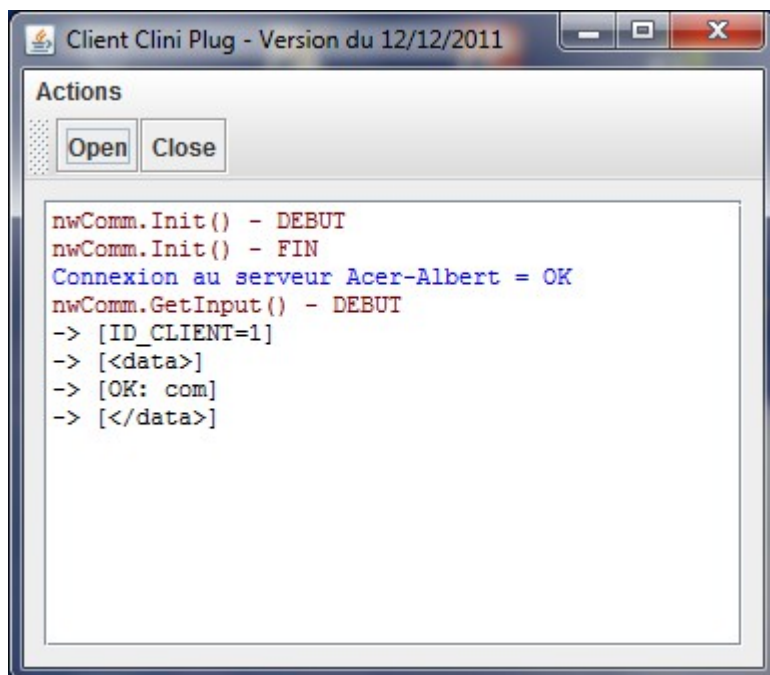 Client Clini Plug - Version du 12/12/2011
Actions
Open Close
nwComm.Init() - DEBUT
nwComm.Init() - FIN
Connexion au serveur Acer-Albert = OK
nwComm.GetInput() - DEBUT
-> [ID_CLIENT=1]
-> [<data>]
-> [OK: com]
-> [</data>]